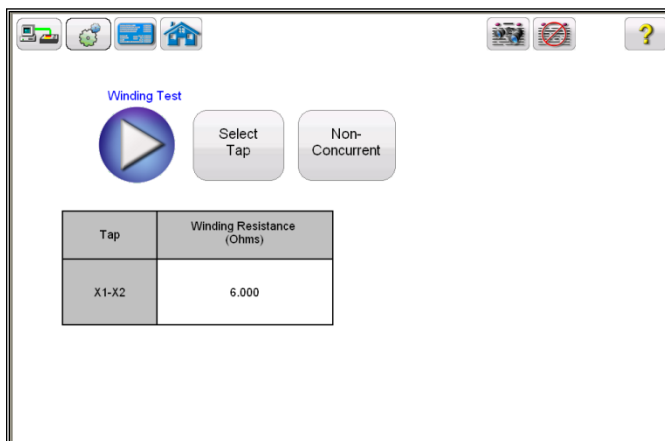 ?
Winding Test
Select
Tap
Non-
Concurrent
Tap
Winding Resistance
(Ohms)
X1-X2
6.000